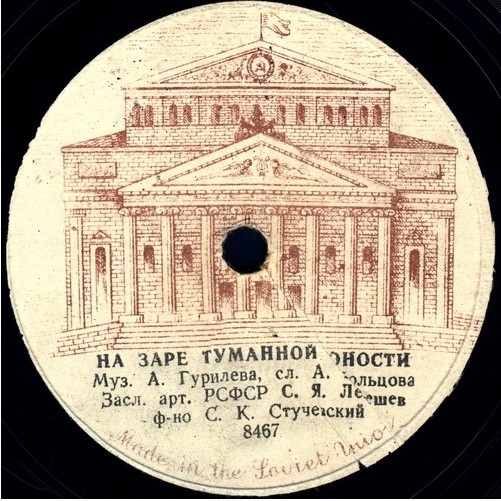 НА ЗАРЕ ТУМАННОЙ ЮНОСТИ
Муз. А. Гурилева, сл. А. Кольцова
Засл. арт. РСФСР С. Я. Лемешев
ф-но С. К. Стучевский
8467
Made in the Soviet Union